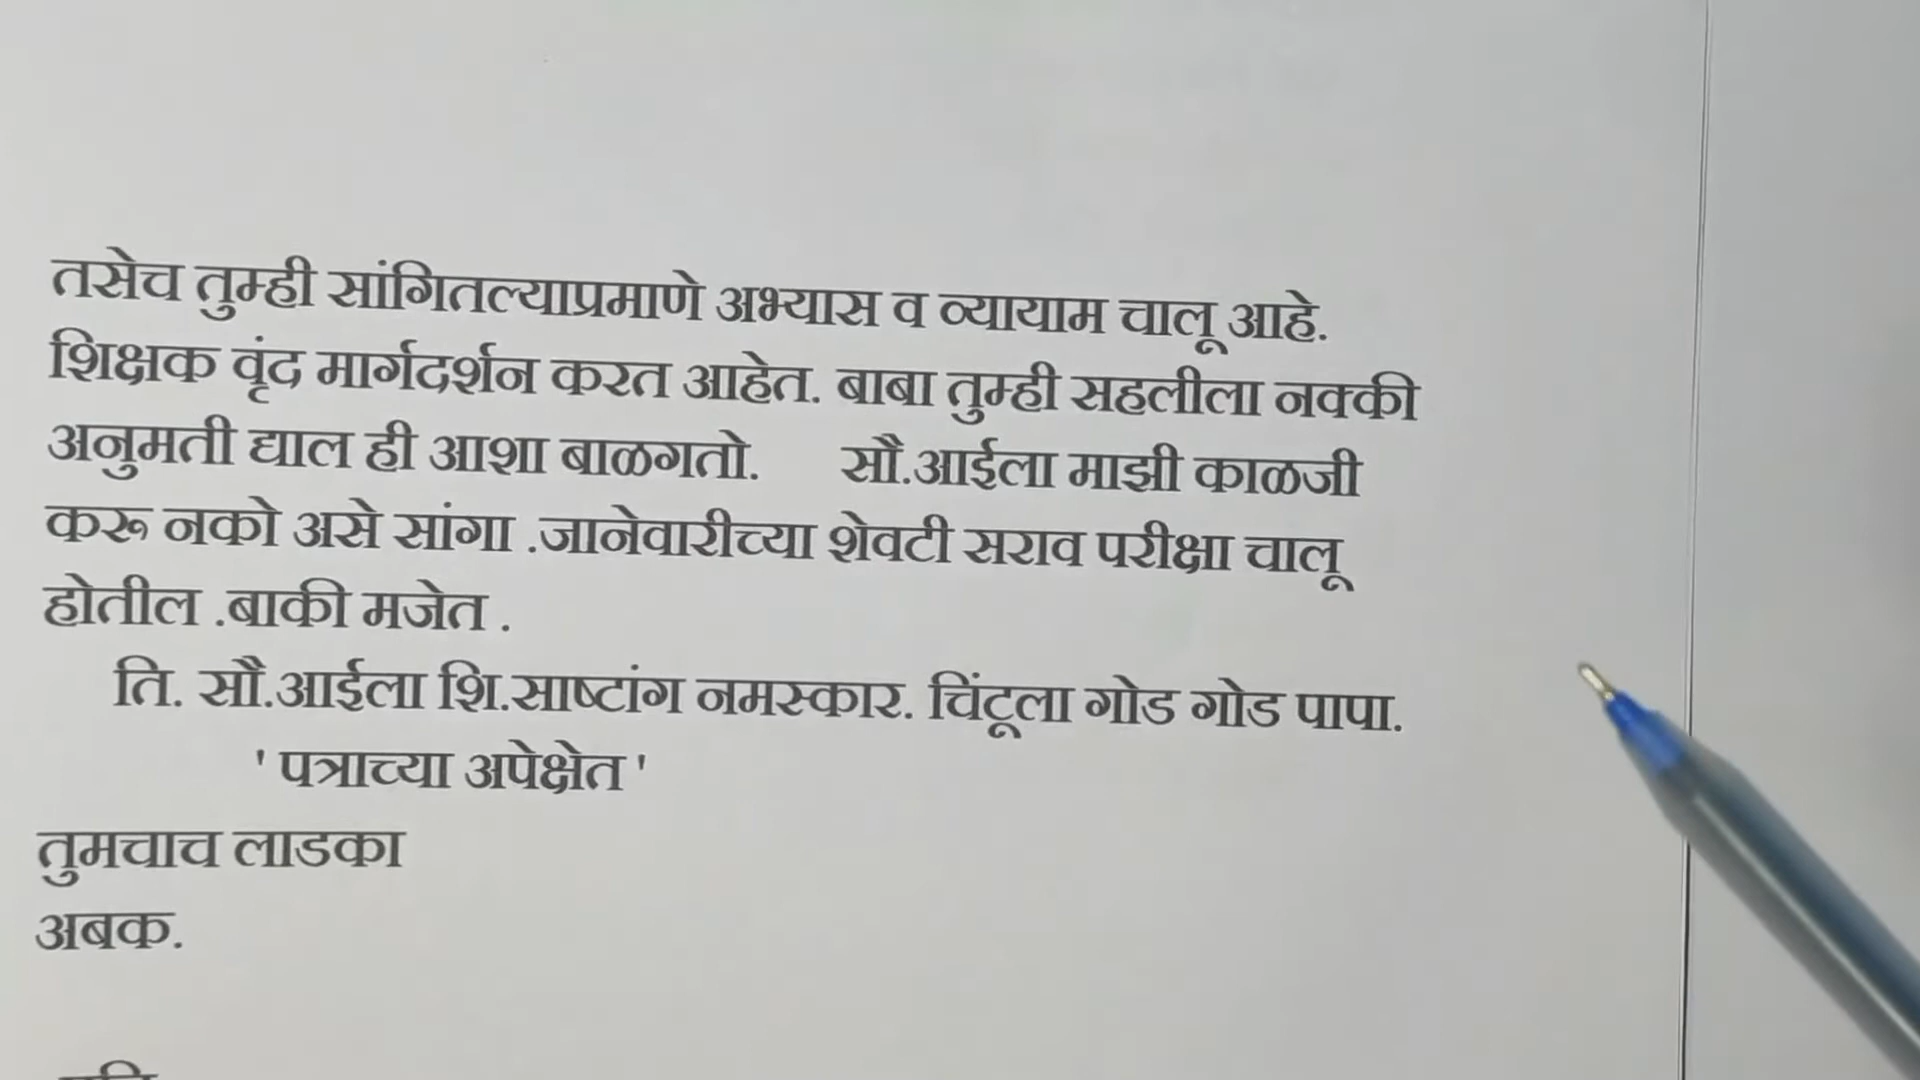 तसेच तुम्ही सांगितल्याप्रमाणे अभ्यास व व्यायाम चालू आहे.
शिक्षक वृंद मार्गदर्शन करत आहेत. बाबा तुम्ही सहलीला नक्की
अनुमती द्याल ही आशा बाळगतो. सौ.आईला माझी काळजी
करू नको असे सांगा .जानेवारीच्या शेवटी सराव परीक्षा चालू
होतील .बाकी मजेत .
ति. सौ.आईला शि.साष्टांग नमस्कार. चिंटूला गोड गोड पापा.
' पत्राच्या अपेक्षेत '
तुमचाच लाडका
अबक.